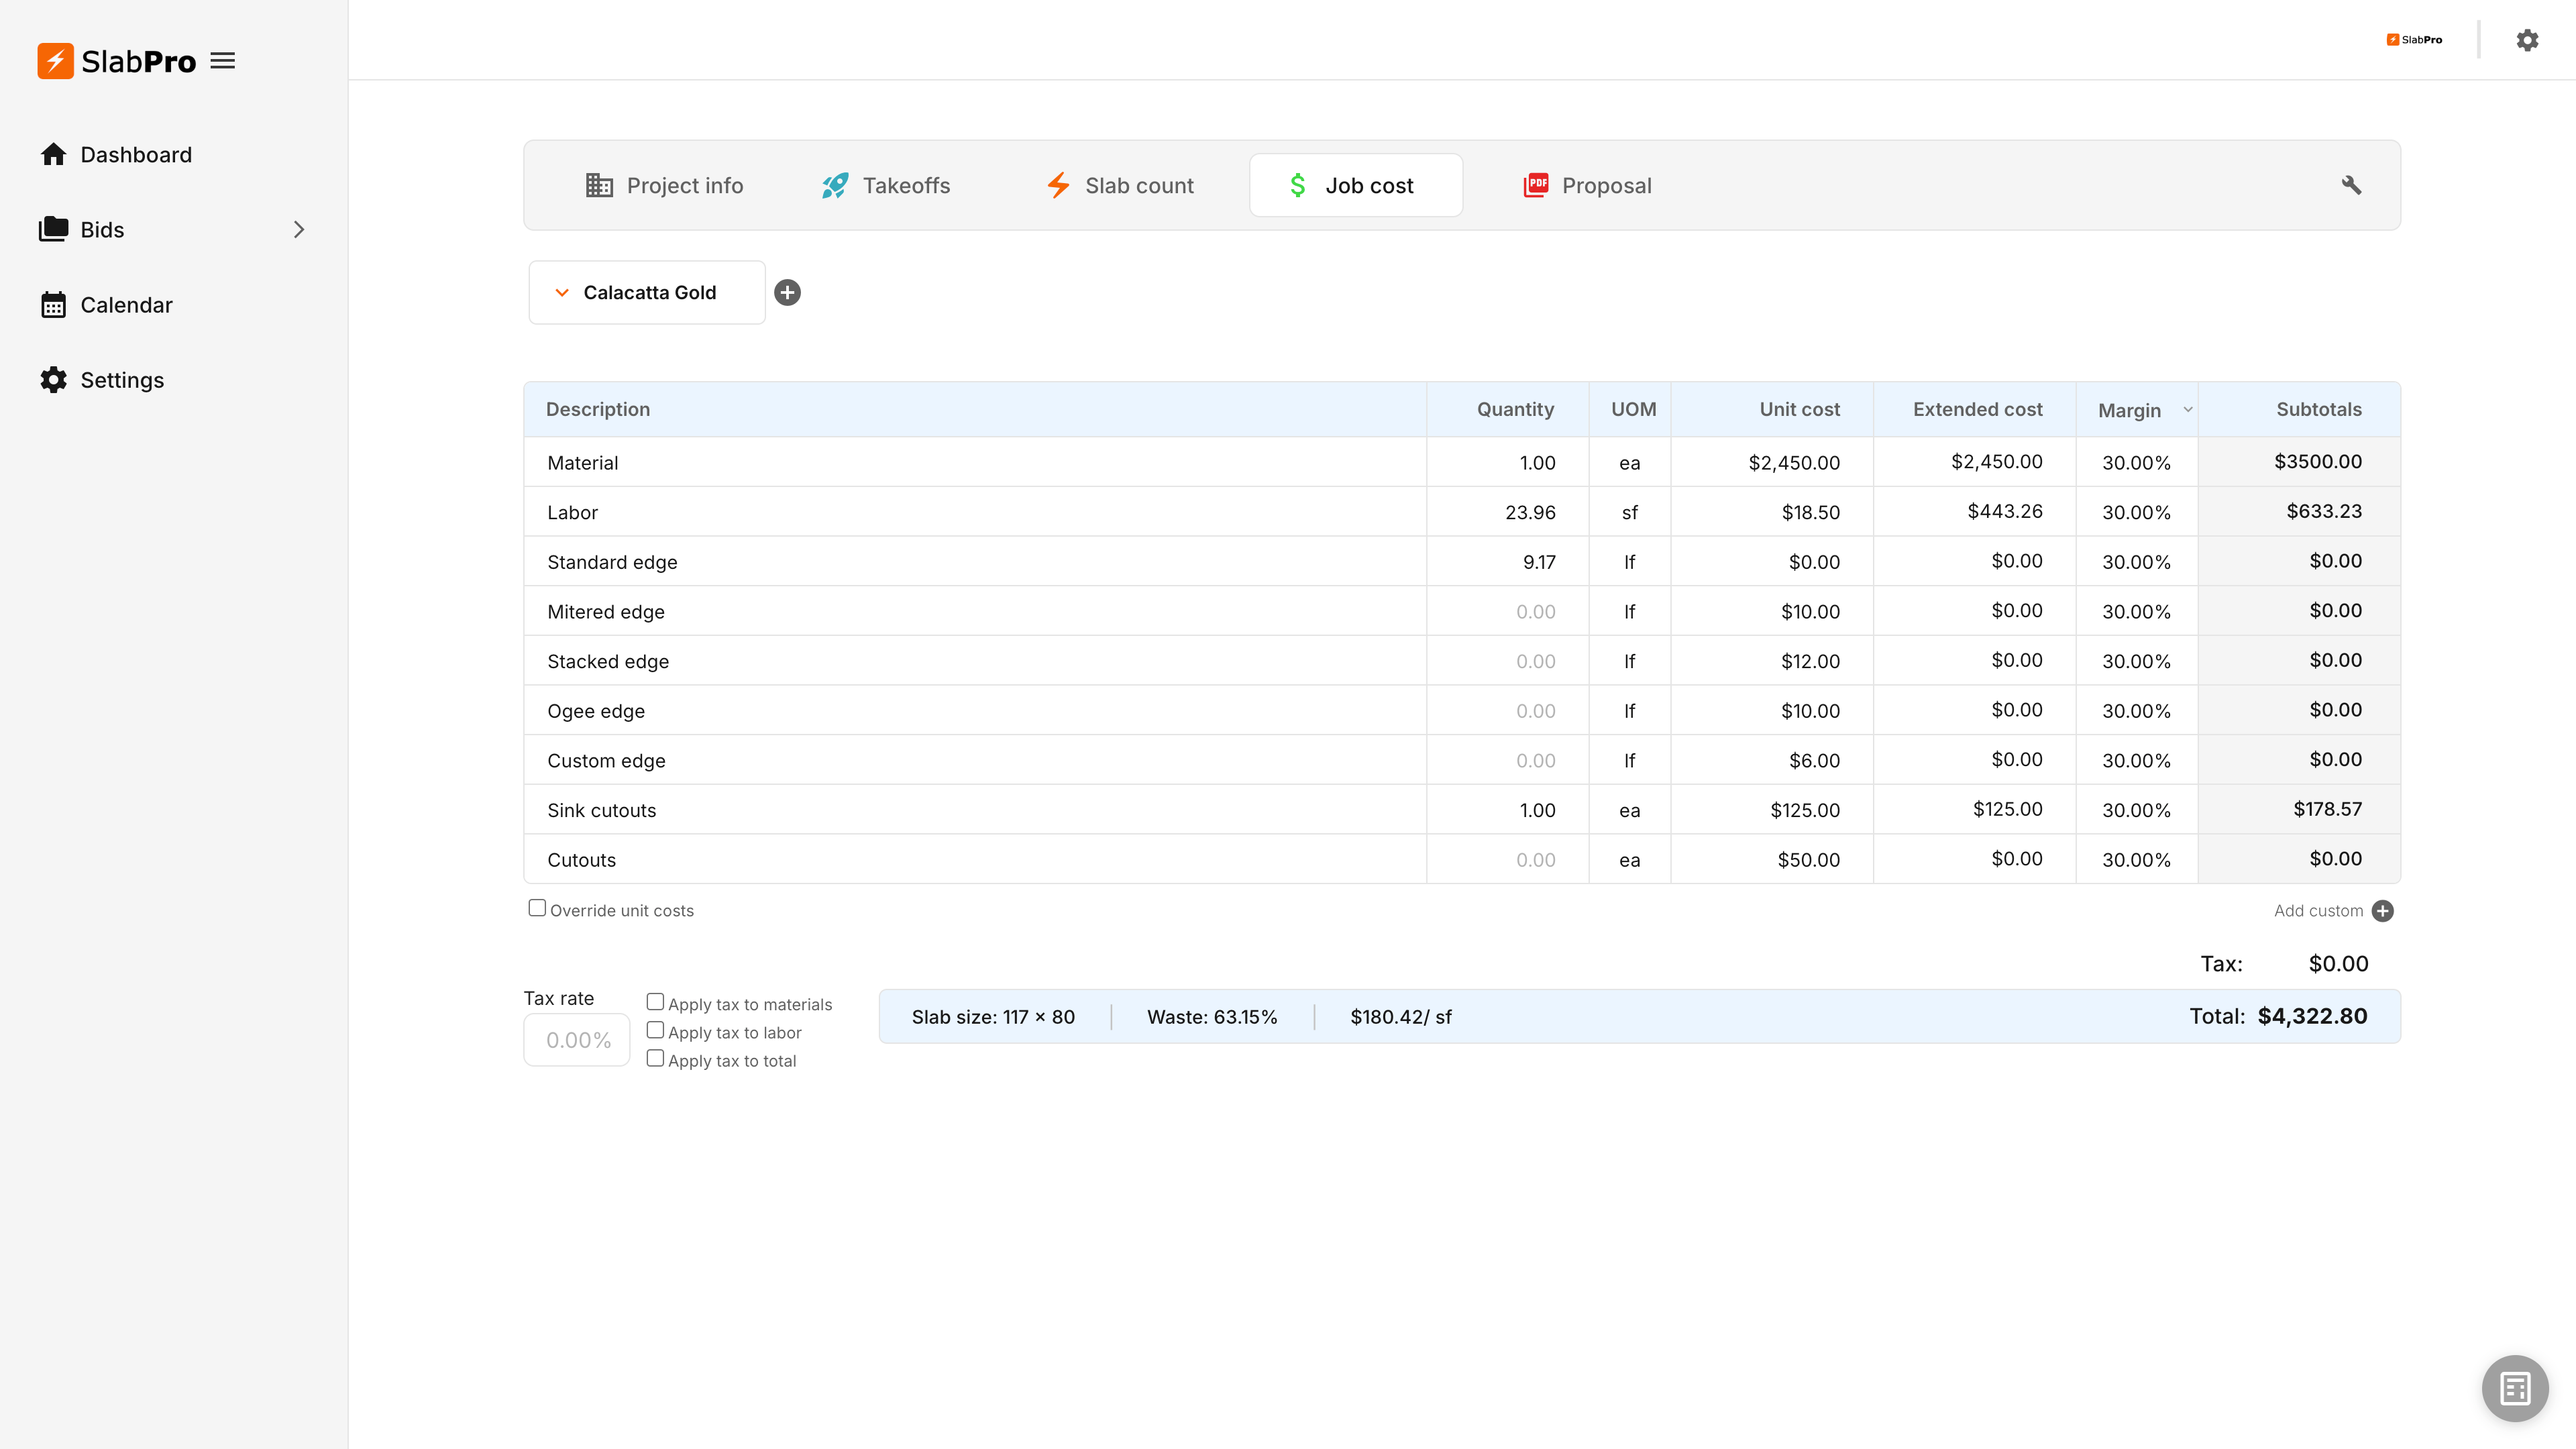 SlabPro
SlabPro
Dashboard
Bids
Calendar
Settings
Project info Takeoffs Slab count Job cost PDF Proposal
Calacatta Gold
Description Quantity UOM Unit cost Extended cost Margin Subtotals
Material 1.00 ea $2,450.00 $2,450.00 30.00% $3500.00
Labor 23.96 sf $18.50 $443.26 30.00% $633.23
Standard edge 9.17 lf $0.00 $0.00 30.00% $0.00
Mitered edge 0.00 lf $10.00 $0.00 30.00% $0.00
Stacked edge 0.00 lf $12.00 $0.00 30.00% $0.00
Ogee edge 0.00 lf $10.00 $0.00 30.00% $0.00
Custom edge 0.00 lf $6.00 $0.00 30.00% $0.00
Sink cutouts 1.00 ea $125.00 $125.00 30.00% $178.57
Cutouts 0.00 ea $50.00 $0.00 30.00% $0.00
Override unit costs Add custom
Tax: $0.00
Tax rate
0.00%
Apply tax to materials
Apply tax to labor
Apply tax to total
Slab size: 117 × 80 Waste: 63.15% $180.42/ sf Total: $4,322.80